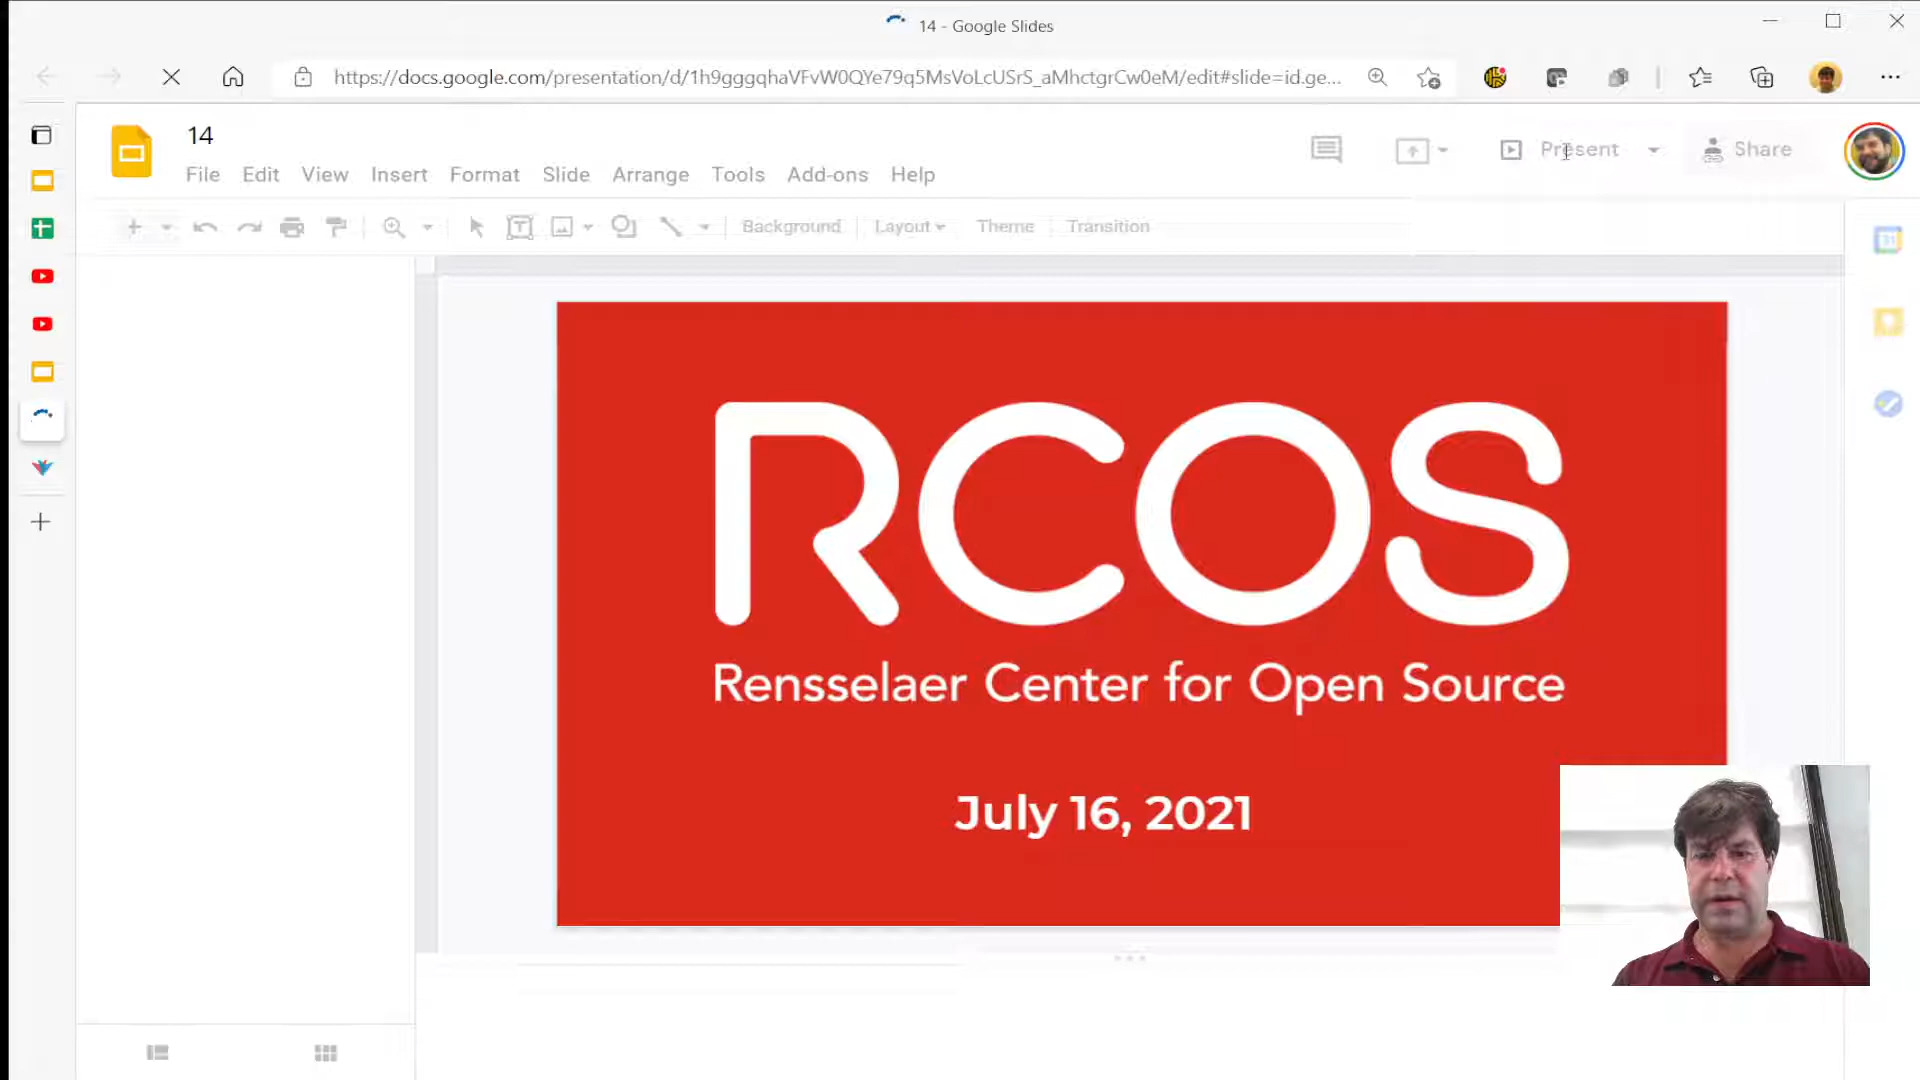 14 - Google Slides
https://docs.google.com/presentation/d/1h9gggqhaVFvW0QYe79q5MsVoLcUSrS_aMhctgrCw0eM/edit#slide=id.ge...
14
File Edit View Insert Format Slide Arrange Tools Add-ons Help
Present
Share
Background Layout Theme Transition
31
RCOS
Rensselaer Center for Open Source
July 16, 2021